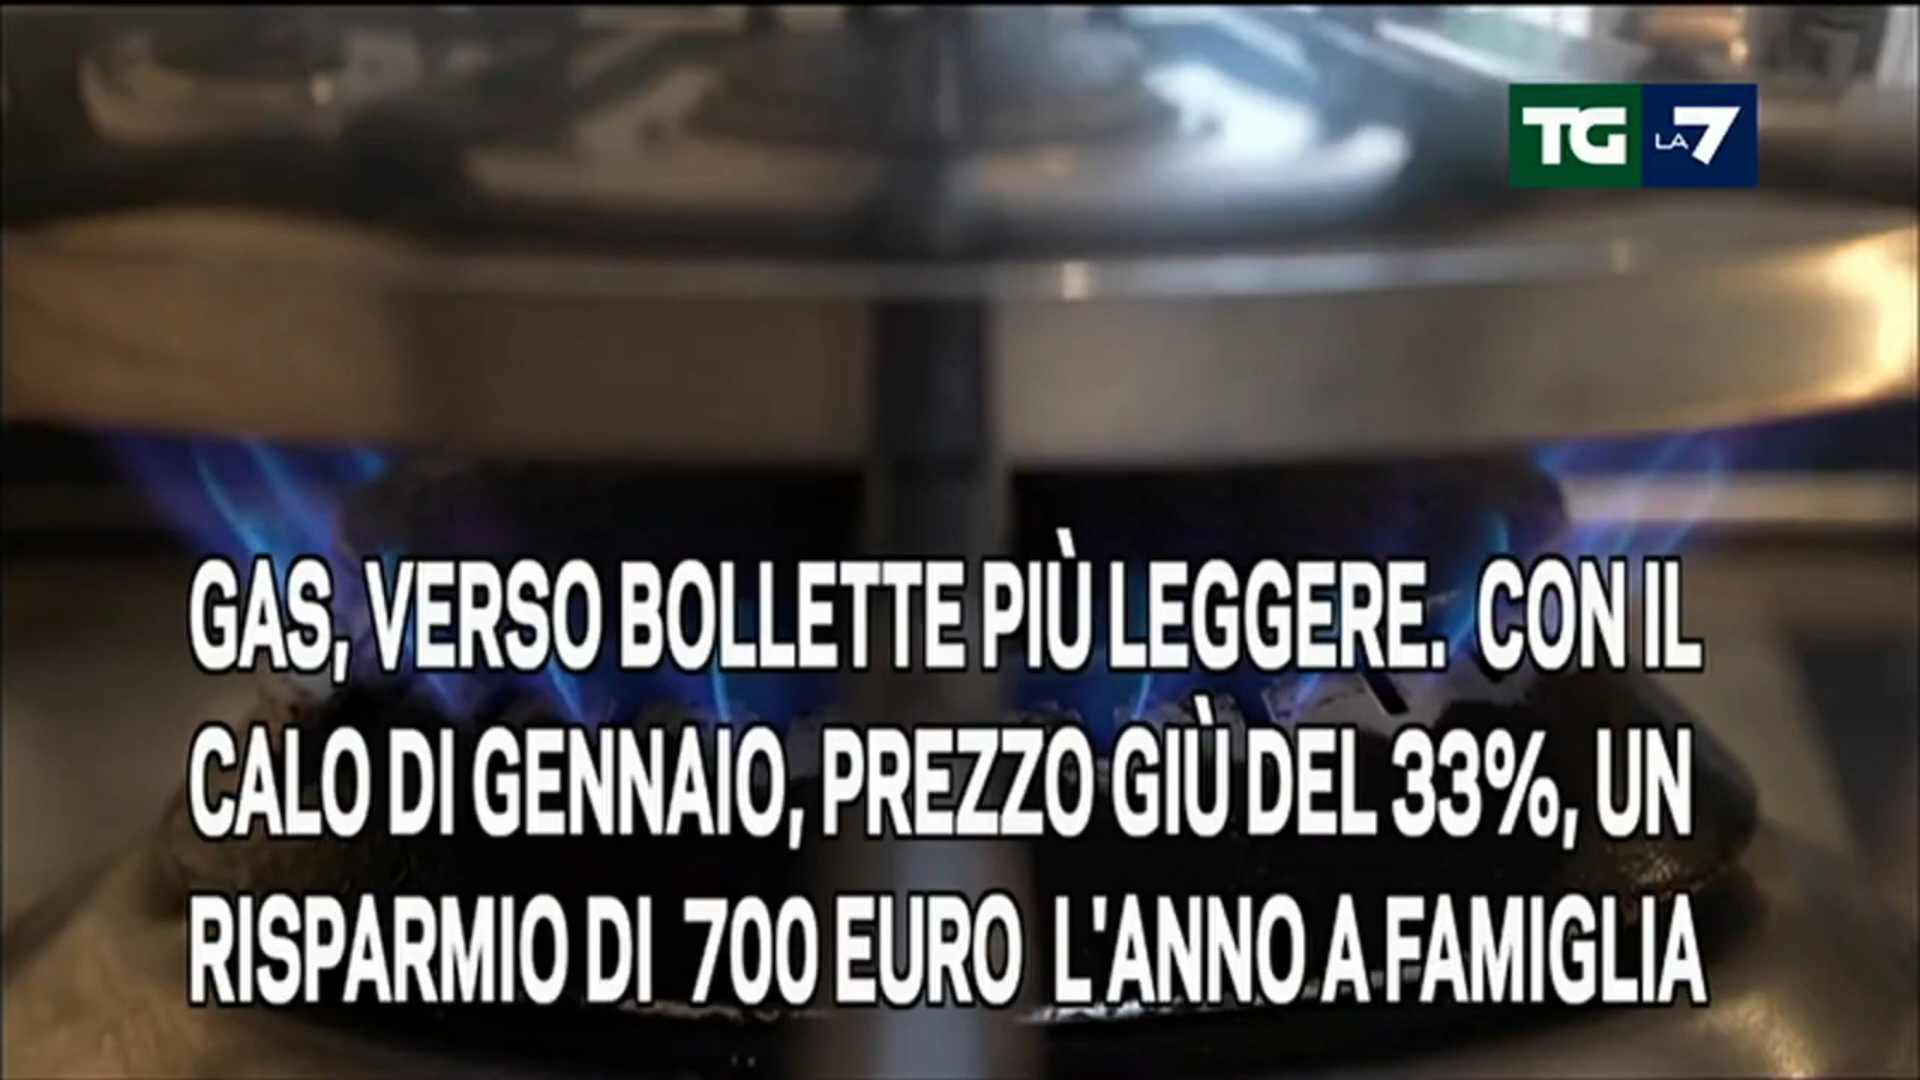 TG LA7
GAS, VERSO BOLLETTE PIÙ LEGGERE. CON IL
CALO DI GENNAIO, PREZZO GIÙ DEL 33%, UN
RISPARMIO DI 700 EURO L'ANNO A FAMIGLIA